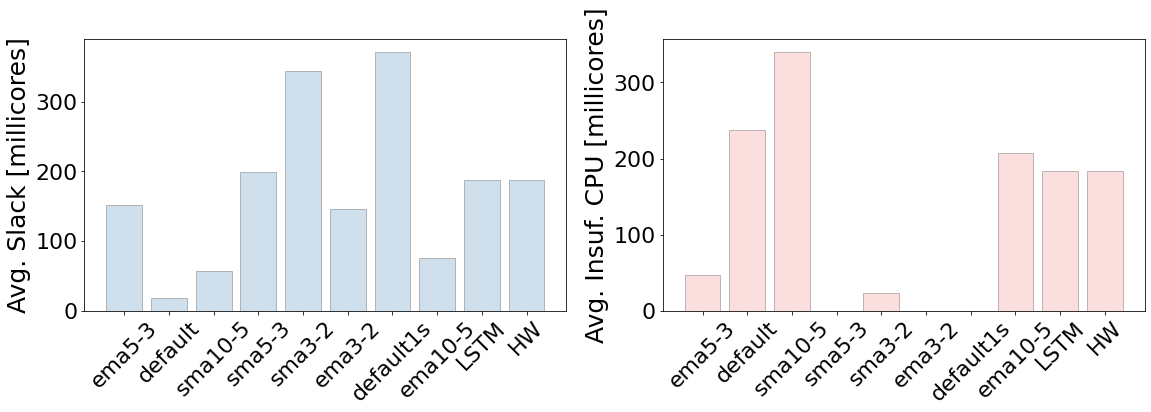 Avg. Slack [millicores]
300
200
100
0
ema5-3
default
sma10-5
sma5-3
sma3-2
ema3-2
default1s
ema10-5
LSTM
HW
Avg. Insuf. CPU [millicores]
300
200
100
0
ema5-3
default
sma10-5
sma5-3
sma3-2
ema3-2
default1s
ema10-5
LSTM
HW